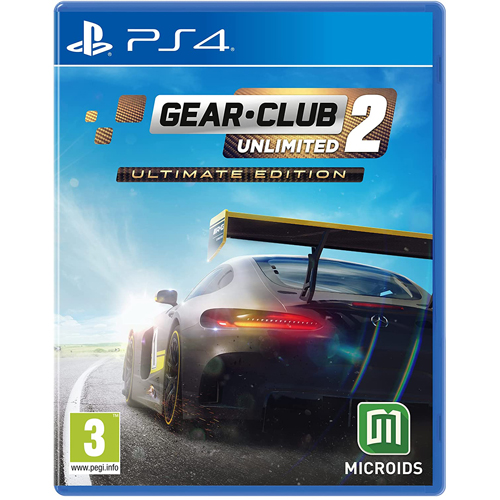 PS4
GEAR•CLUB
UNLIMITED 2
ULTIMATE EDITION
3
www.pegi.info
MICROIDS